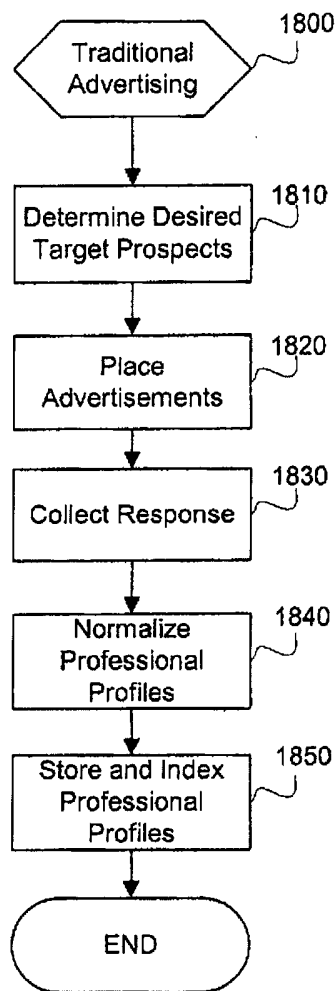 1800
Traditional
Advertising
1810
Determine Desired
Target Prospects
1820
Place
Advertisements
1830
Collect Response
1840
Normalize
Professional
Profiles
1850
Store and Index
Professional
Profiles
END